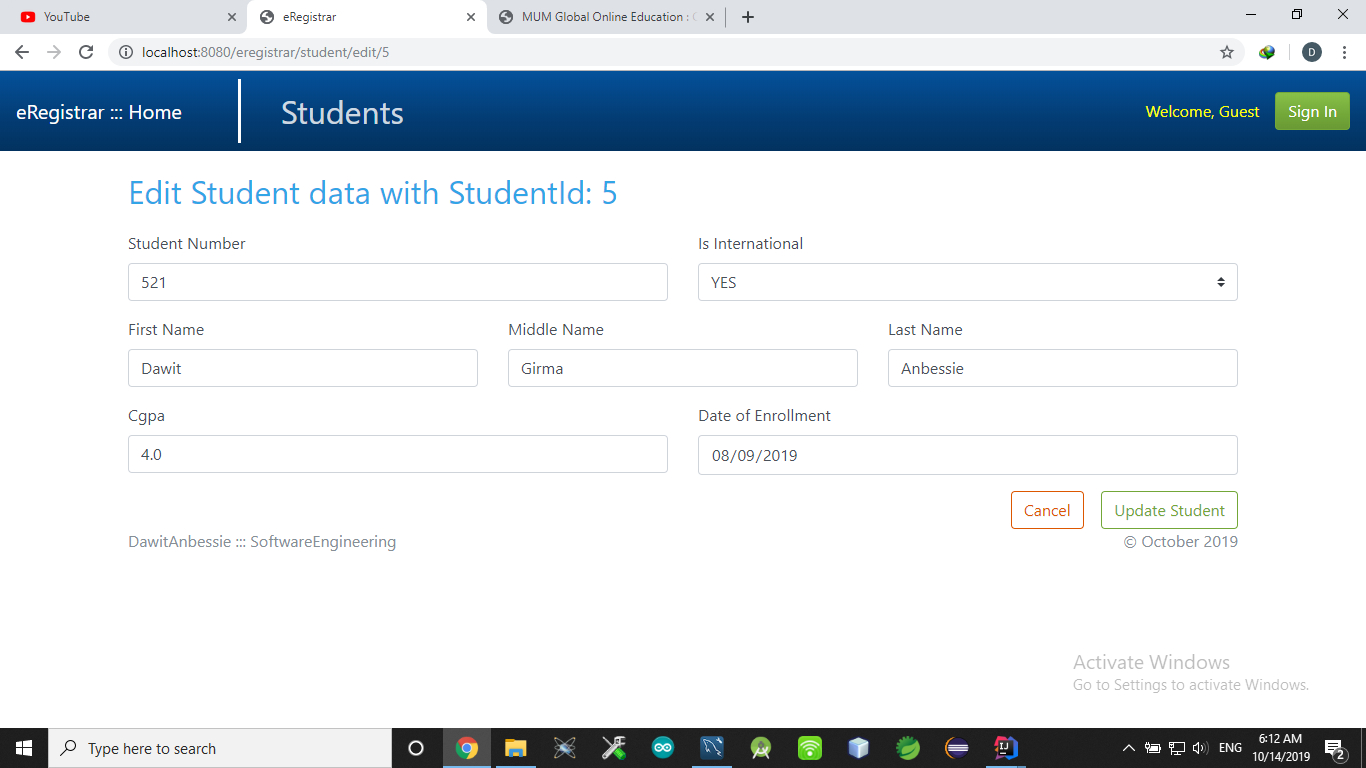 YouTube
eRegistrar
MUM Global Online Education :
localhost:8080/eregistrar/student/edit/5
D
eRegistrar ::: Home
Students
Welcome, Guest
Sign In
Edit Student data with StudentId: 5
Student Number
Is International
521
YES
First Name
Middle Name
Last Name
Dawit
Girma
Anbessie
Cgpa
Date of Enrollment
4.0
08/09/2019
Cancel
Update Student
DawitAnbessie ::: SoftwareEngineering
© October 2019
Activate Windows
Go to Settings to activate Windows.
Type here to search
IJ
ENG
6:12 AM
10/14/2019
2